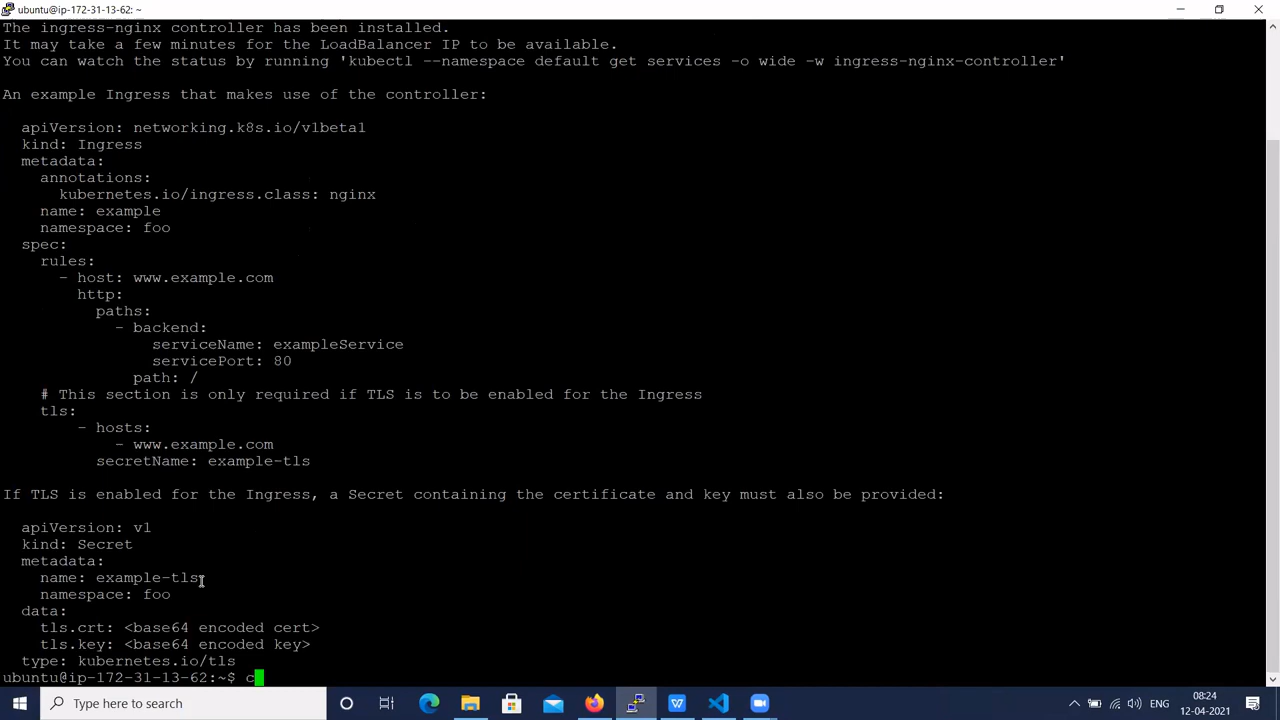 ubuntu@ip-172-31-13-62: ~
The ingress-nginx controller has been installed.
It may take a few minutes for the LoadBalancer IP to be available.
You can watch the status by running 'kubectl --namespace default get services -o wide -w ingress-nginx-controller'
An example Ingress that makes use of the controller:
apiVersion: networking.k8s.io/v1beta1
kind: Ingress
metadata:
annotations:
kubernetes.io/ingress.class: nginx
name: example
namespace: foo
spec:
rules:
- host: www.example.com
http:
paths:
- backend:
serviceName: exampleService
servicePort: 80
path: /
# This section is only required if TLS is to be enabled for the Ingress
tls:
- hosts:
- www.example.com
secretName: example-tls
If TLS is enabled for the Ingress, a Secret containing the certificate and key must also be provided:
apiVersion: v1
kind: Secret
metadata:
name: example-tls
namespace: foo
data:
tls.crt: <base64 encoded cert>
tls.key: <base64 encoded key>
type: kubernetes.io/tls
ubuntu@ip-172-31-13-62:~$ c
Type here to search
ENG
08:24
12-04-2021